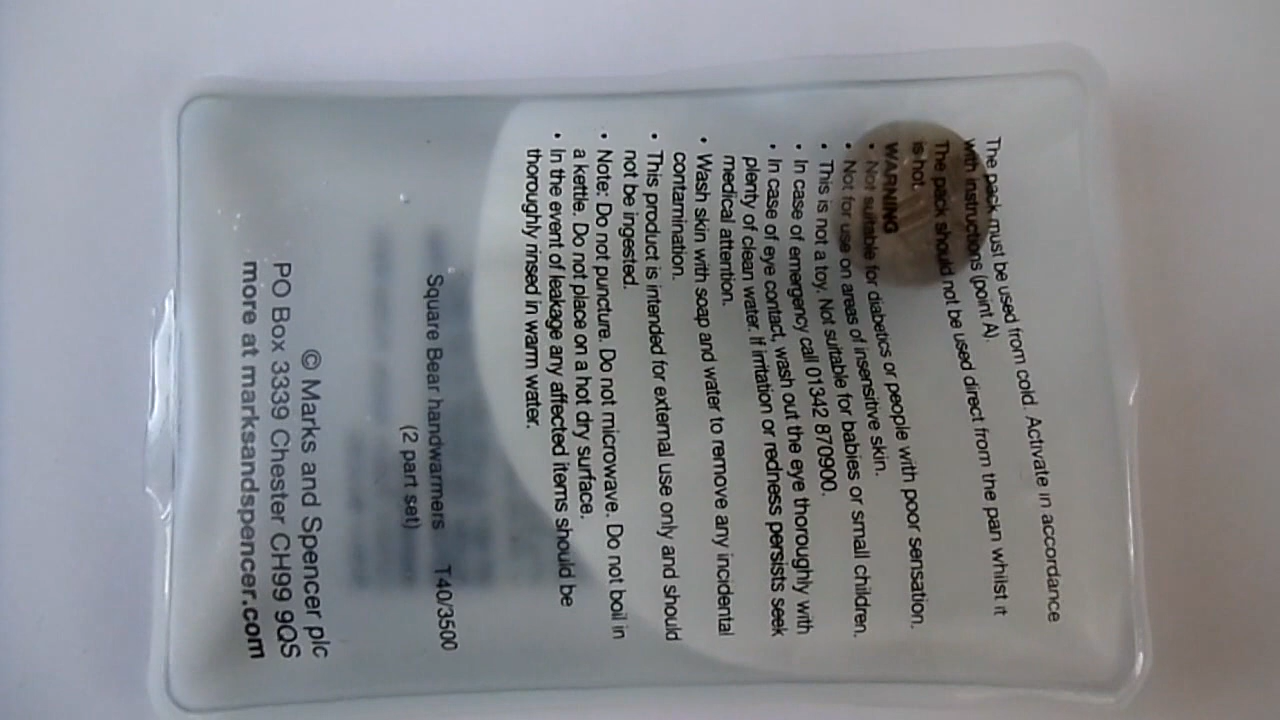 The pack must be used from cold. Activate in accordance
with instructions (point A).
The pack should not be used direct from the pan whilst it
is hot.
WARNING
• Not suitable for diabetics or people with poor sensation.
• Not for use on areas of insensitive skin.
• This is not a toy. Not suitable for babies or small children.
• In case of emergency call 01342 870900.
• In case of eye contact, wash out the eye thoroughly with
plenty of clean water. If irritation or redness persists seek
medical attention.
• Wash skin with soap and water to remove any incidental
contamination.
• This product is intended for external use only and should
not be ingested.
• Note: Do not puncture. Do not microwave. Do not boil in
a kettle. Do not place on a hot dry surface.
• In the event of leakage any affected items should be
thoroughly rinsed in warm water.
Square Bear handwarmers T40/3500
(2 part set)
© Marks and Spencer plc
PO Box 3339 Chester CH99 9QS
more at marksandspencer.com